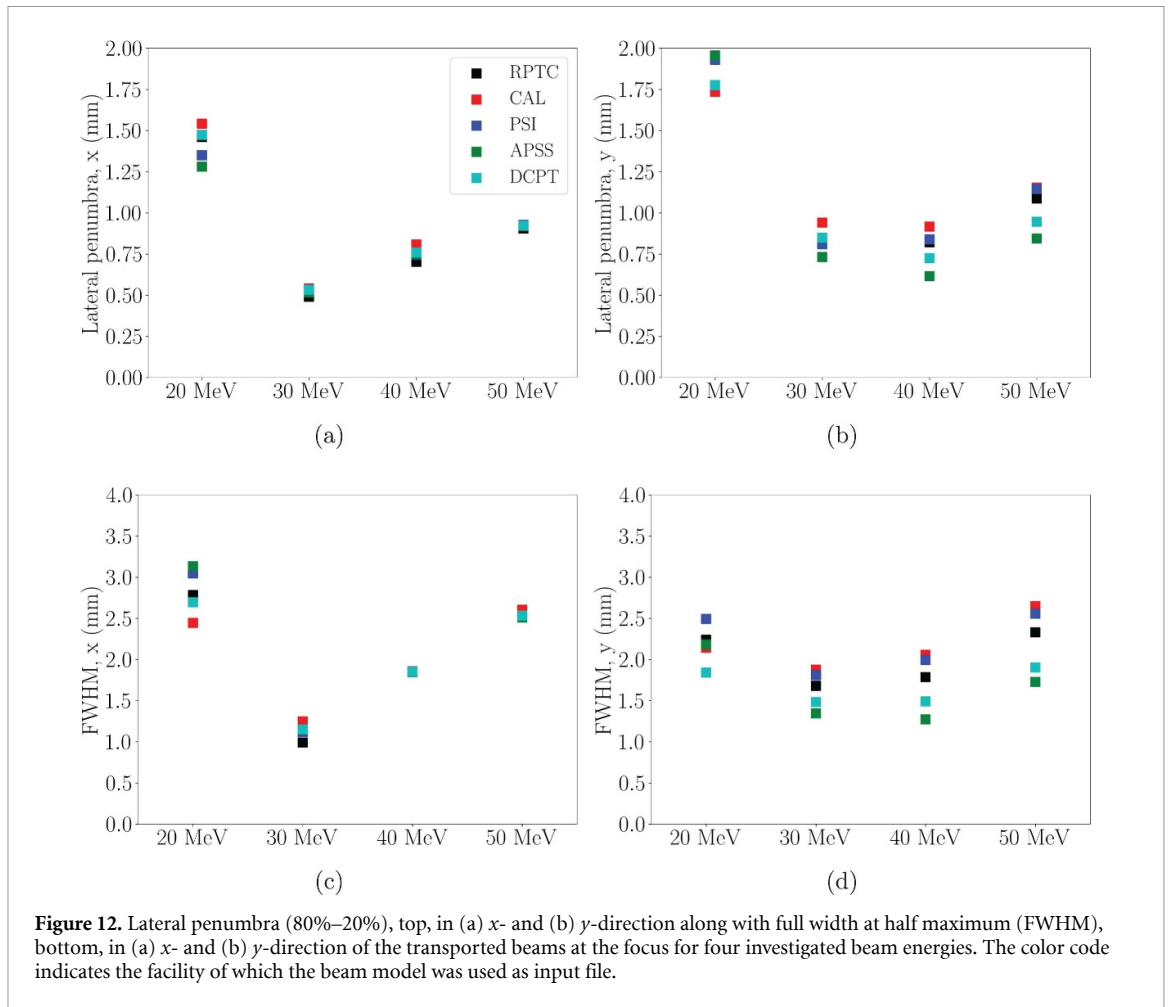 2.00
1.75
1.50
1.25
1.00
0.75
0.50
0.25
0.00
Lateral penumbra, x (mm)
RPTC
CAL
PSI
APSS
DCPT
20 MeV 30 MeV 40 MeV 50 MeV
(a)
2.00
1.75
1.50
1.25
1.00
0.75
0.50
0.25
0.00
Lateral penumbra, y (mm)
20 MeV 30 MeV 40 MeV 50 MeV
(b)
4.0
3.5
3.0
2.5
2.0
1.5
1.0
0.5
0.0
FWHM, x (mm)
20 MeV 30 MeV 40 MeV 50 MeV
(c)
4.0
3.5
3.0
2.5
2.0
1.5
1.0
0.5
0.0
FWHM, y (mm)
20 MeV 30 MeV 40 MeV 50 MeV
(d)
Figure 12. Lateral penumbra (80%–20%), top, in (a) x- and (b) y-direction along with full width at half maximum (FWHM),
bottom, in (a) x- and (b) y-direction of the transported beams at the focus for four investigated beam energies. The color code
indicates the facility of which the beam model was used as input file.